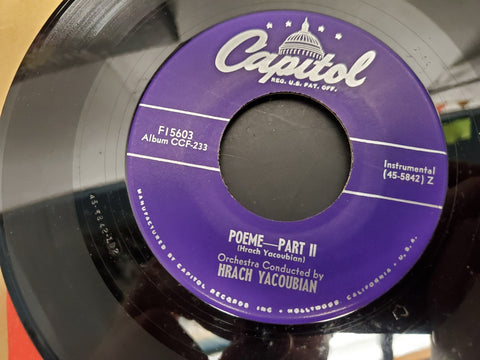 Capitol
REG. U.S. PAT. OFF.
F15603
Album CCF-233
Instrumental
(45-5842) Z
POEME—PART II
(Hrach Yacoubian)
Orchestra Conducted by
HRACH YACOUBIAN
MANUFACTURED BY CAPITOL RECORDS INC • HOLLYWOOD, CALIFORNIA • U.S.A.